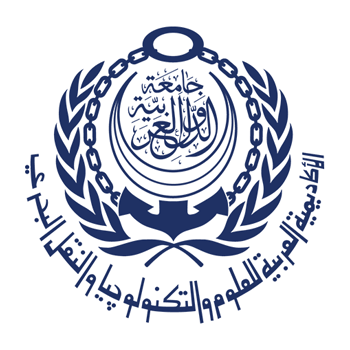 جامعة
الدول العربية
الأكاديمية العربية للعلوم والتكنولوجيا والنقل البحري